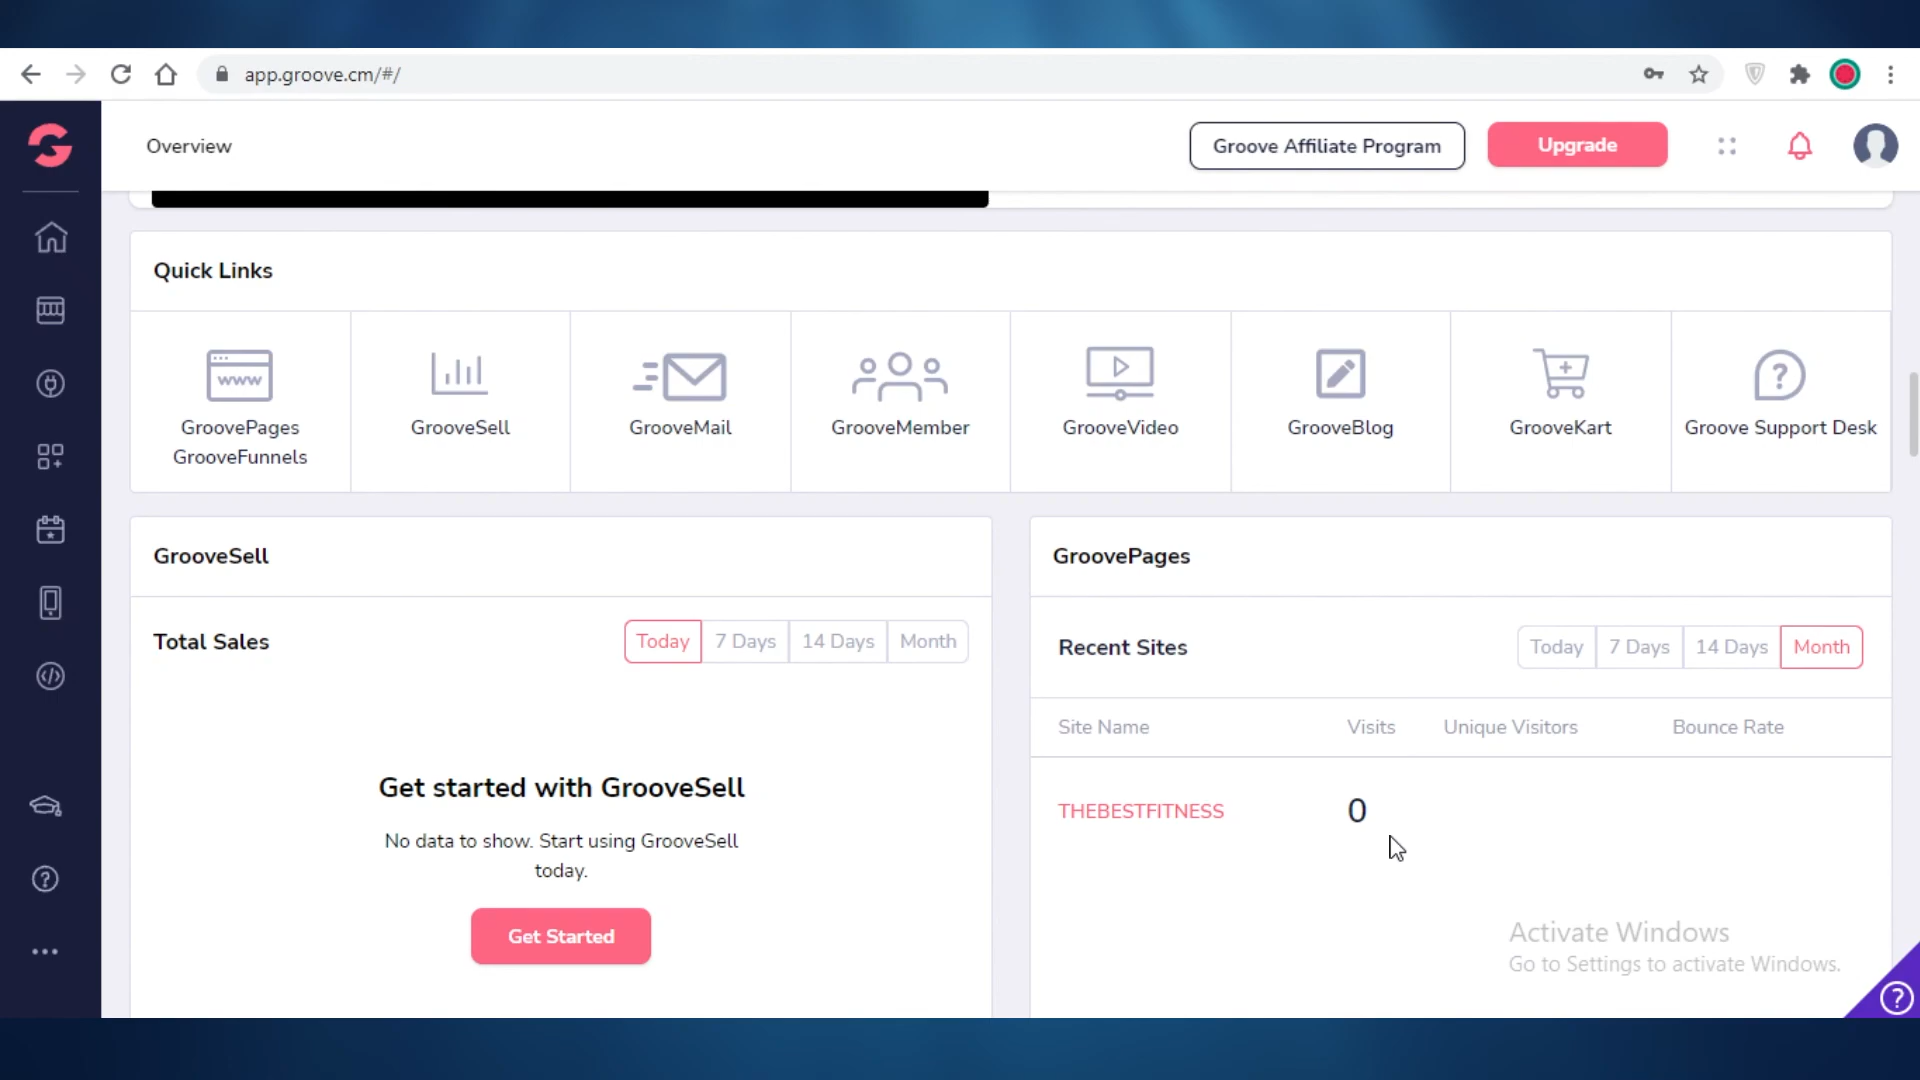 app.groove.cm/#/
Overview
Groove Affiliate Program
Upgrade
Quick Links
www
GroovePages
GrooveFunnels
GrooveSell
GrooveMail
GrooveMember
GrooveVideo
GrooveBlog
GrooveKart
Groove Support Desk
GrooveSell
Total Sales
Today
7 Days
14 Days
Month
Get started with GrooveSell
No data to show. Start using GrooveSell
today.
Get Started
GroovePages
Recent Sites
Today
7 Days
14 Days
Month
Site Name
Visits
Unique Visitors
Bounce Rate
THEBESTFITNESS
0
Activate Windows
Go to Settings to activate Windows.